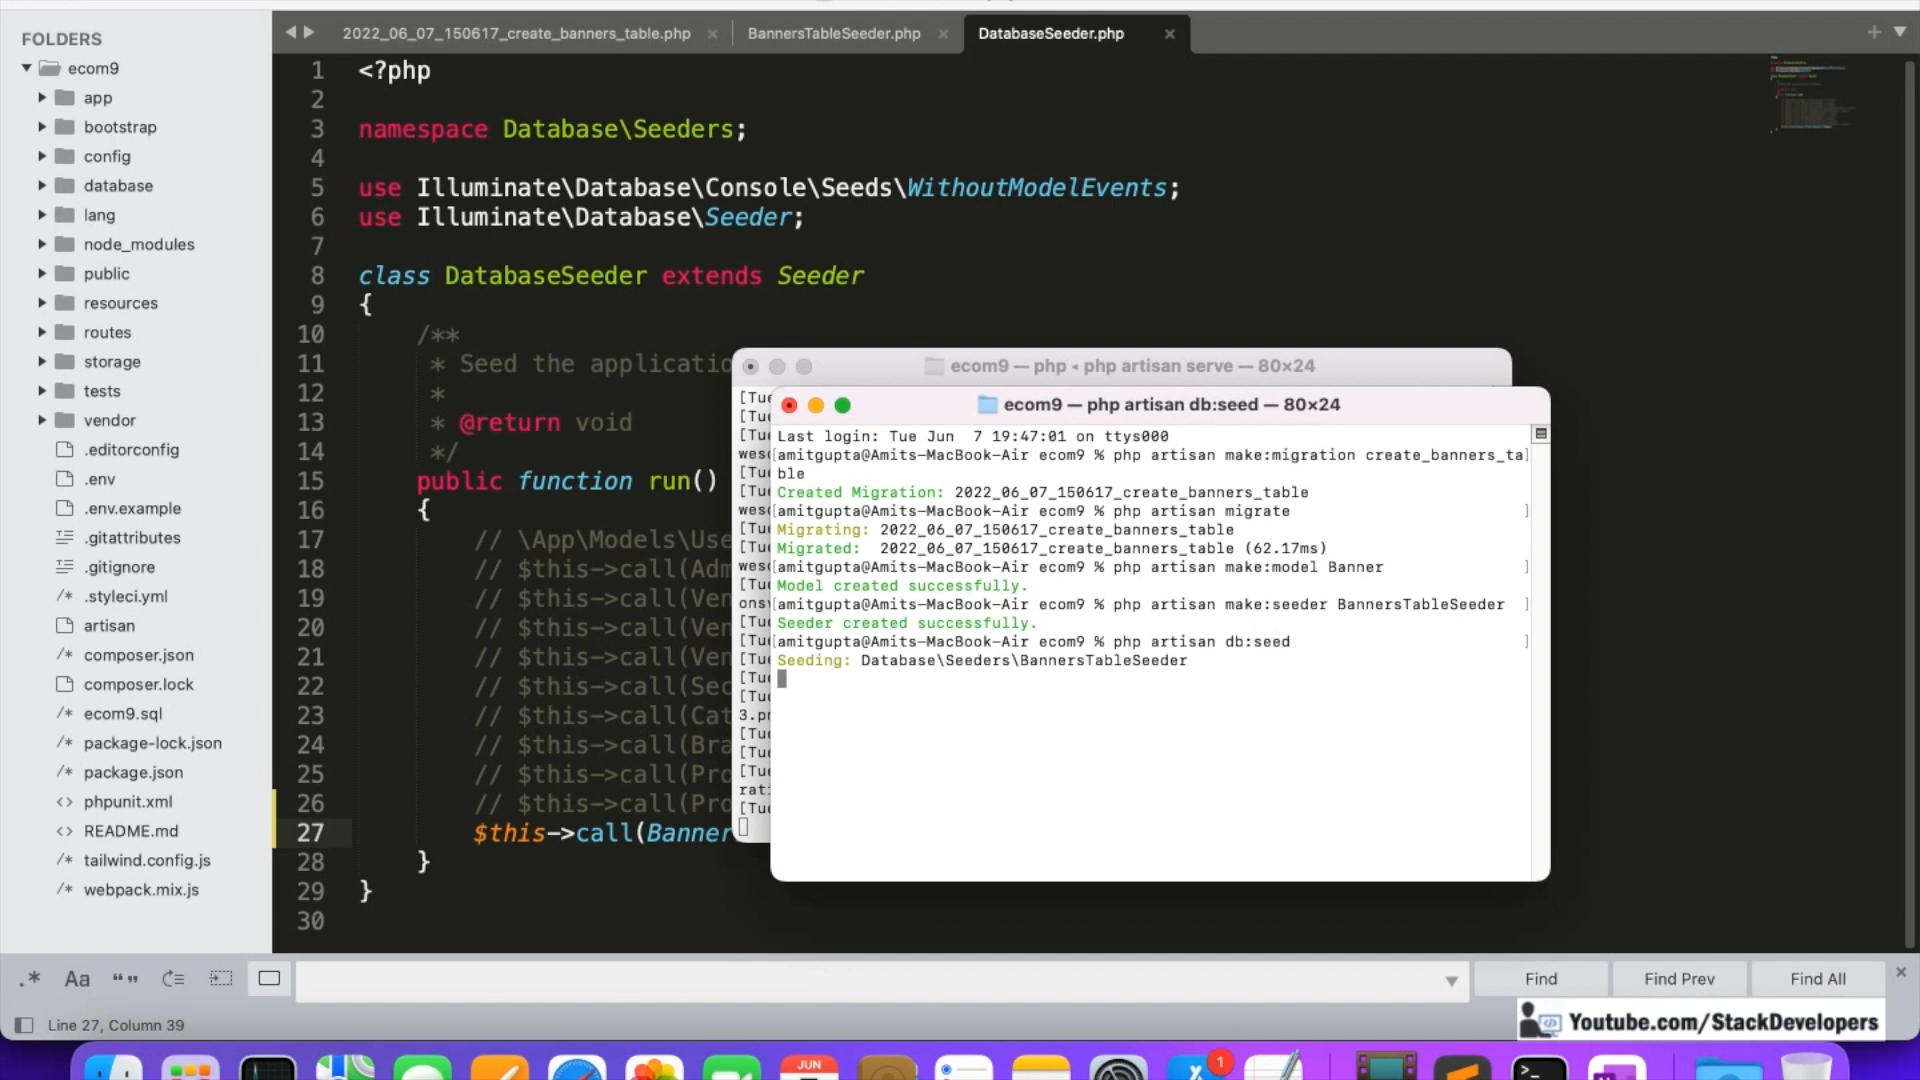 FOLDERS
ecom9
app
bootstrap
config
database
lang
node_modules
public
resources
routes
storage
tests
vendor
.editorconfig
.env
.env.example
.gitattributes
.gitignore
.styleci.yml
artisan
composer.json
composer.lock
ecom9.sql
package-lock.json
package.json
phpunit.xml
README.md
tailwind.config.js
webpack.mix.js
2022_06_07_150617_create_banners_table.php
BannersTableSeeder.php
DatabaseSeeder.php
1 <?php
2
3 namespace Database\Seeders;
4
5 use Illuminate\Database\Console\Seeds\WithoutModelEvents;
6 use Illuminate\Database\Seeder;
7
8 class DatabaseSeeder extends Seeder
9 {
10 /**
11 * Seed the applicatio
12 *
13 * @return void
14 */
15 public function run()
16 {
17 // \App\Models\Use
18 // $this->call(Adm
19 // $this->call(Ven
20 // $this->call(Ven
21 // $this->call(Ven
22 // $this->call(Sec
23 // $this->call(Cat
24 // $this->call(Bra
25 // $this->call(Pro
26 // $this->call(Pro
27 $this->call(Banner
28 }
29 }
30
ecom9 — php ◂ php artisan serve — 80×24
ecom9 — php artisan db:seed — 80×24
Last login: Tue Jun 7 19:47:01 on ttys000
[amitgupta@Amits-MacBook-Air ecom9 % php artisan make:migration create_banners_ta]
ble
Created Migration: 2022_06_07_150617_create_banners_table
[amitgupta@Amits-MacBook-Air ecom9 % php artisan migrate ]
Migrating: 2022_06_07_150617_create_banners_table
Migrated: 2022_06_07_150617_create_banners_table (62.17ms)
[amitgupta@Amits-MacBook-Air ecom9 % php artisan make:model Banner ]
Model created successfully.
[amitgupta@Amits-MacBook-Air ecom9 % php artisan make:seeder BannersTableSeeder ]
Seeder created successfully.
[amitgupta@Amits-MacBook-Air ecom9 % php artisan db:seed ]
Seeding: Database\Seeders\BannersTableSeeder
.* Aa “ ”
Find
Find Prev
Find All
Line 27, Column 39
Youtube.com/StackDevelopers
JUN
1